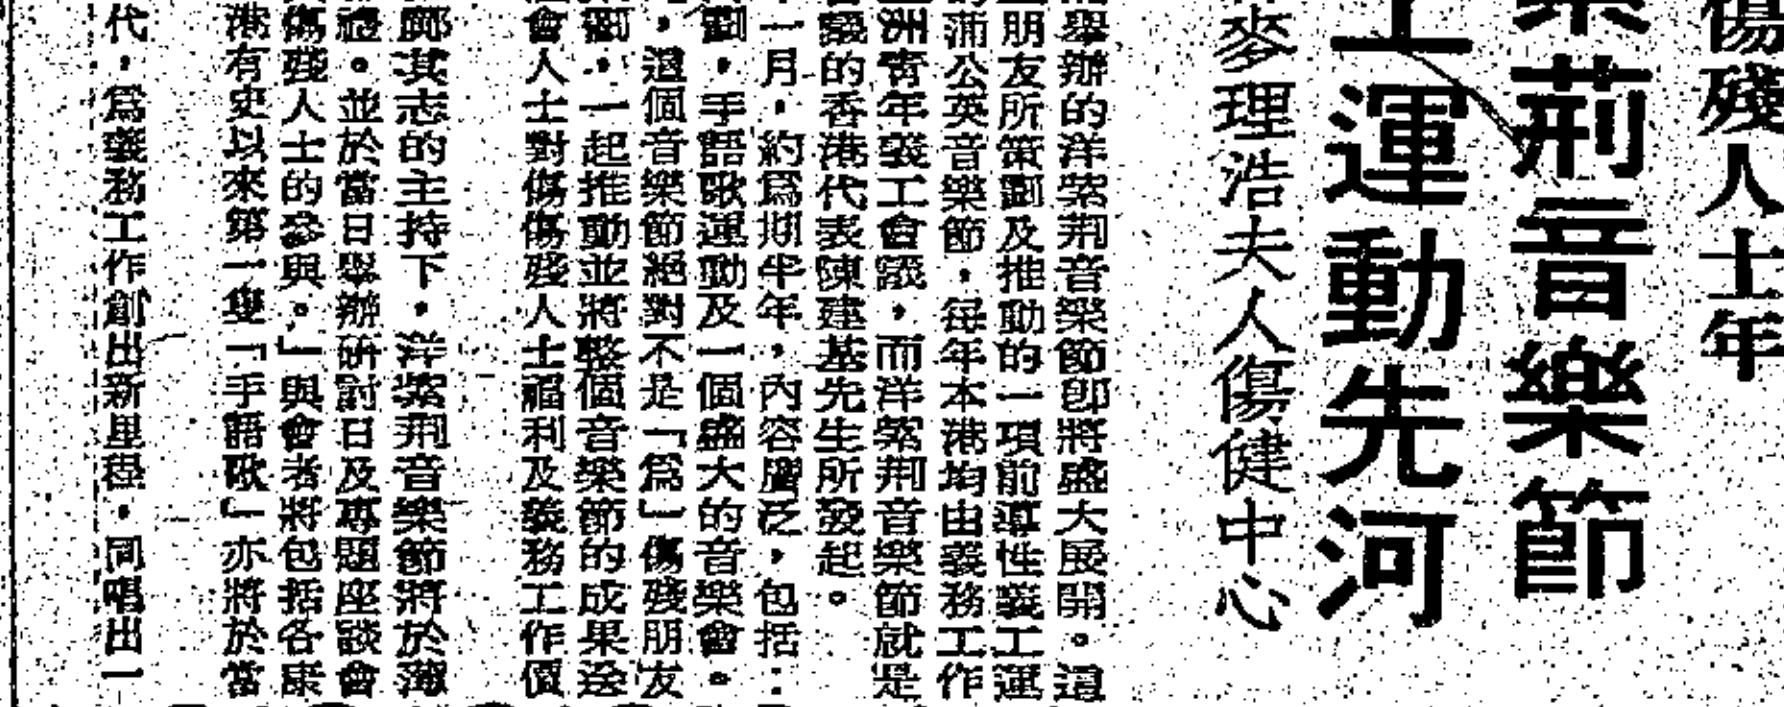 傷殘人士年
紫荊音樂節
工運動先河
麥理浩夫人傷健中心
舉辦的洋紫荊音樂節卽將盛大展開。這
朋友所策劃及推動的一項前導性義工運
蒲公英音樂節,每年本港均由義務工作
洲青年義工會議,而洋紫荊音樂節就是
議的香港代表陳建基先生所發起。
一月,約爲期半年,內容廣泛,包括:
劃,手語歌運動及一個盛大的音樂會。
,這個音樂節絕對不是「爲」傷殘朋友
劃,一起推動並將整個音樂節的成果送
會人士對傷殘人士福利及義務工作價
鄺其志的主持下,洋紫荊音樂節將於薄
禮。並於當日舉辦硏討日及專題座談會
傷殘人士的參與。」與會者將包括各康
港有史以來第一隻「手語歌」亦將於當
代,爲義務工作創出新里程,同唱出一